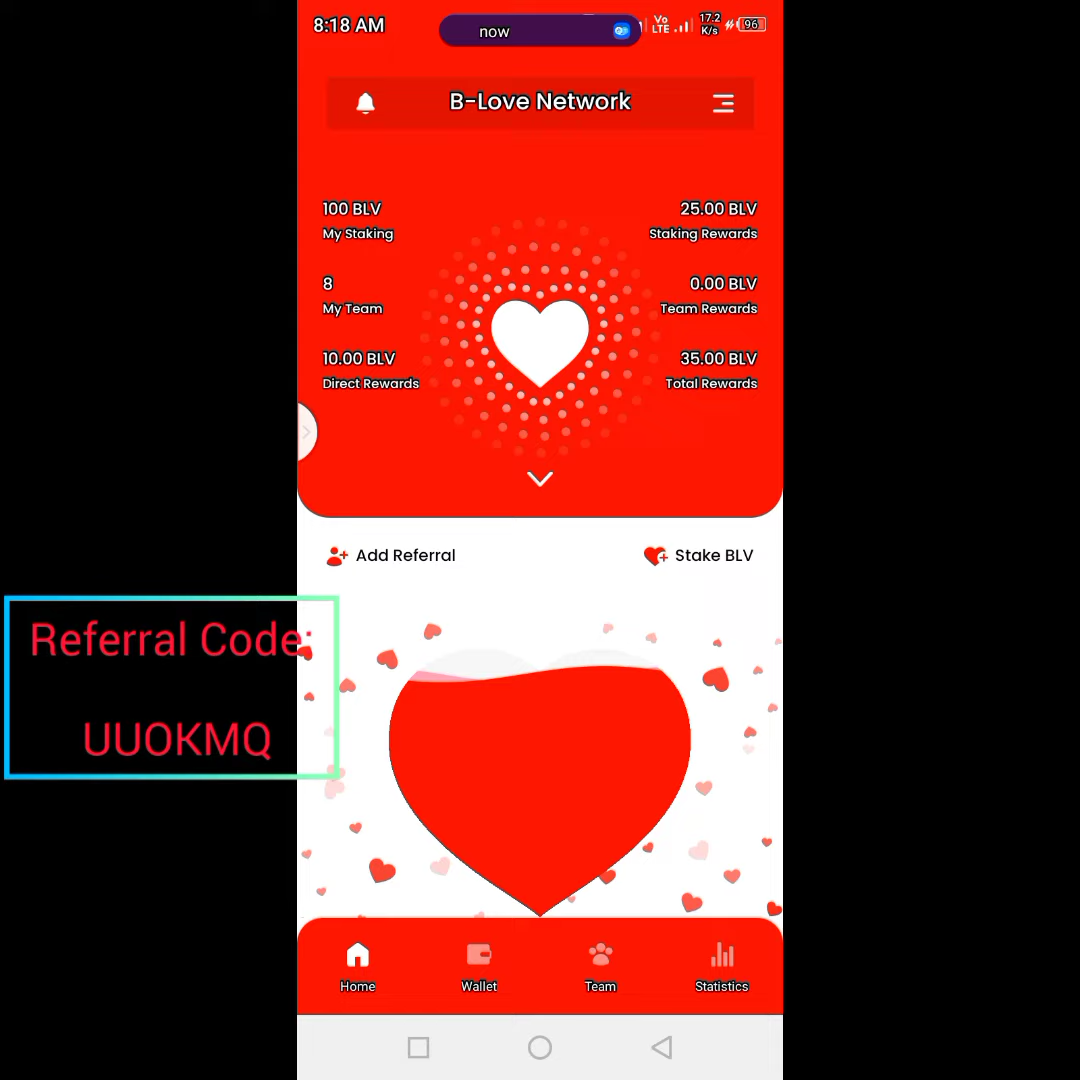 8:18 AM
now
Vo
LTE
17.2
K/s
96
B-Love Network
100 BLV
My Staking
25.00 BLV
Staking Rewards
8
My Team
0.00 BLV
Team Rewards
10.00 BLV
Direct Rewards
35.00 BLV
Total Rewards
Add Referral
Stake BLV
Referral Code:
UUOKMQ
Home
Wallet
Team
Statistics